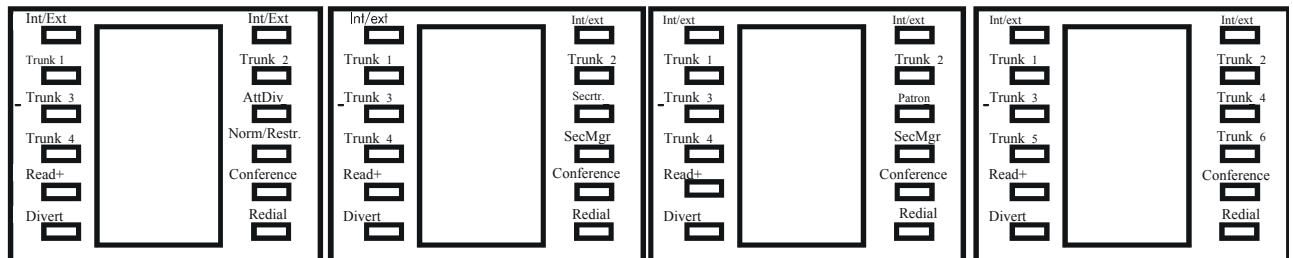 Int/Ext Int/Ext
Trunk 1 Trunk 2
Trunk 3 AttDiv
Trunk 4 Norm/Restr.
Read+ Conference
Divert Redial
Int/ext Int/ext
Trunk 1 Trunk 2
Trunk 3 Secrtr.
Trunk 4 SecMgr
Read+ Conference
Divert Redial
Int/ext Int/ext
Trunk 1 Trunk 2
Trunk 3 Patron
Trunk 4 SecMgr
Read+ Conference
Divert Redial
Int/ext Int/ext
Trunk 1 Trunk 2
Trunk 3 Trunk 4
Trunk 5 Trunk 6
Read+ Conference
Divert Redial